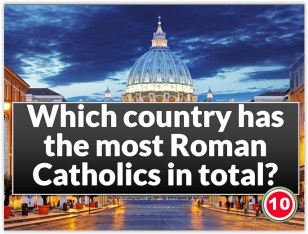 Which country has
the most Roman
Catholics in total?
10